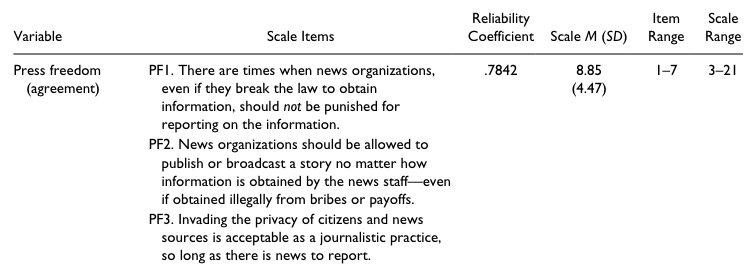 Reliability Item Scale
Variable Scale Items Coefficient Scale M (SD) Range Range
Press freedom PF1. There are times when news organizations, .7842 8.85 1–7 3–21
(agreement) even if they break the law to obtain (4.47)
information, should not be punished for
reporting on the information.
PF2. News organizations should be allowed to
publish or broadcast a story no matter how
information is obtained by the news staff—even
if obtained illegally from bribes or payoffs.
PF3. Invading the privacy of citizens and news
sources is acceptable as a journalistic practice,
so long as there is news to report.